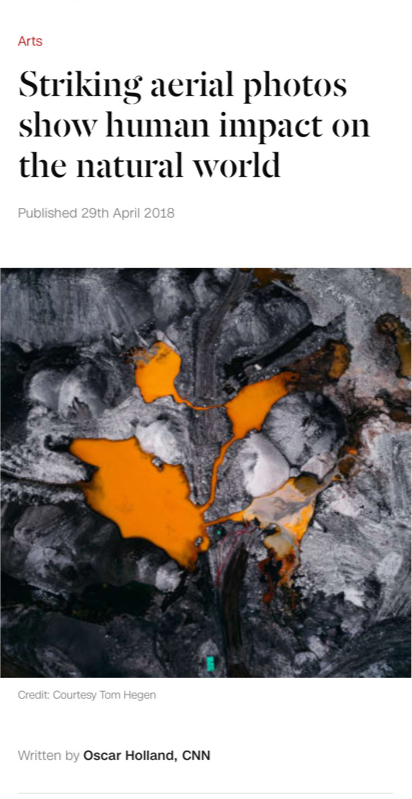 Arts
Striking aerial photos
show human impact on
the natural world
Published 29th April 2018
Credit: Courtesy Tom Hegen
Written by Oscar Holland, CNN